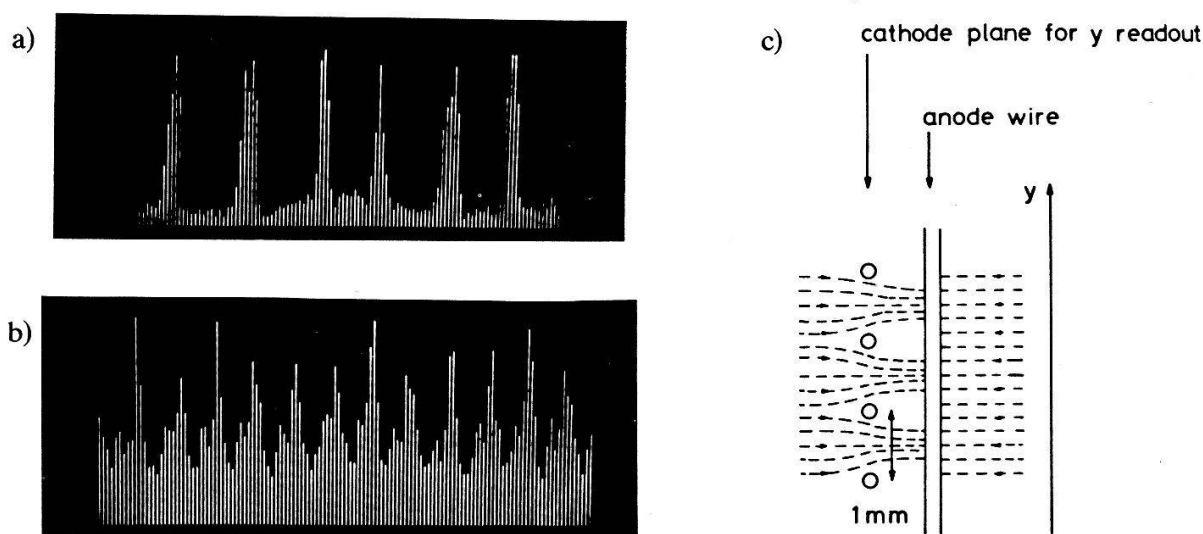 a)
b)
c)
cathode plane for y readout
anode wire
y
1mm